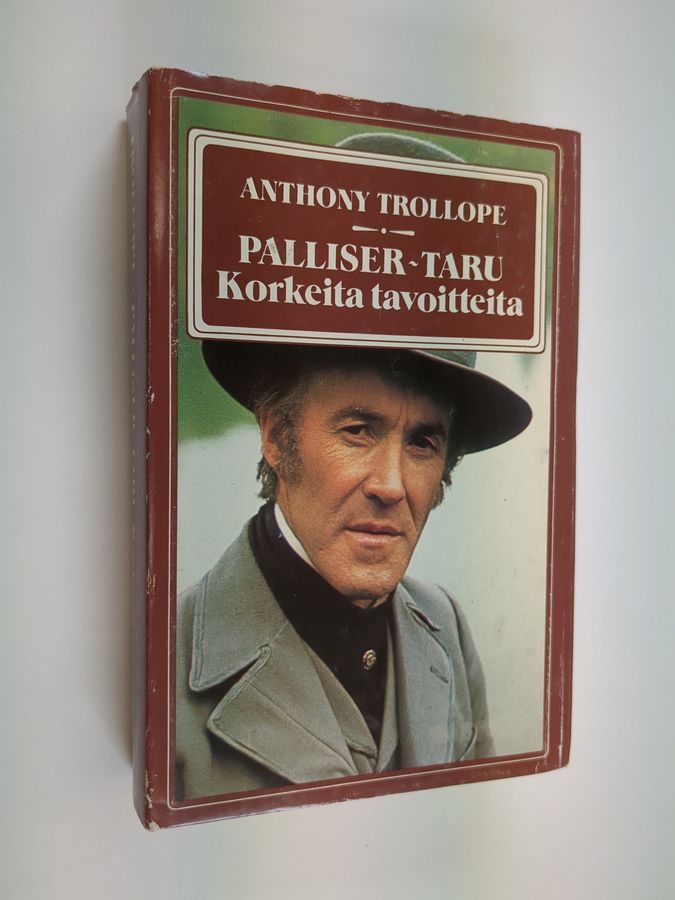 ANTHONY TROLLOPE
PALLISER~TARU
Korkeita tavoitteita